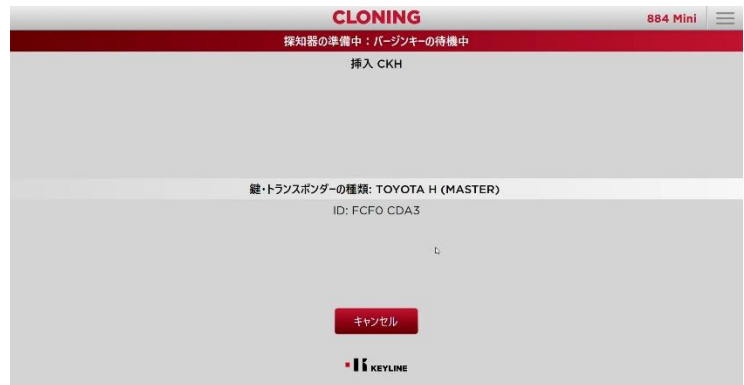 CLONING
884 Mini
探知器の準備中：バージンキーの待機中
挿入 CKH
鍵・トランスポンダーの種類: TOYOTA H (MASTER)
ID: FCF0 CDA3
キャンセル
KEYLINE